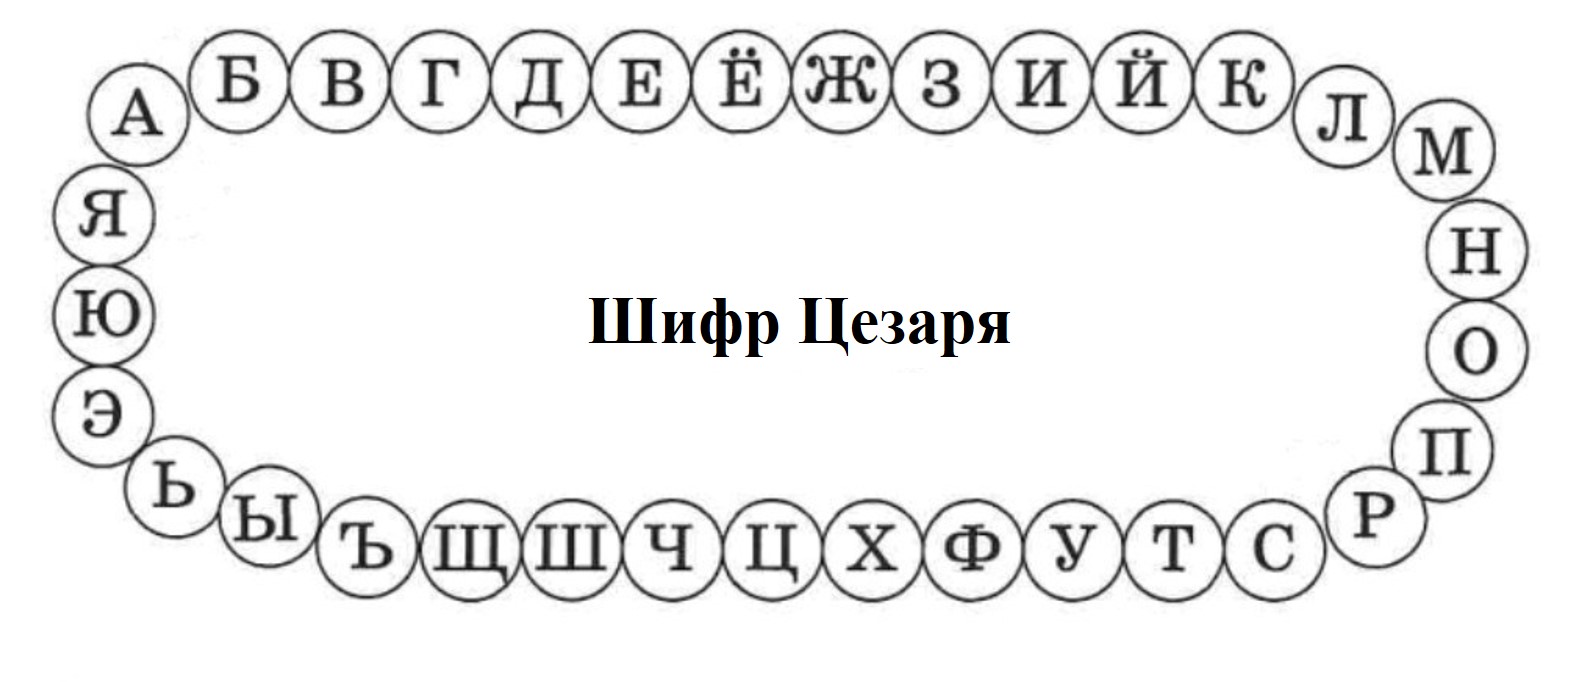 А Б В Г Д Е Ё Ж З И Й К Л М Н О П Р С Т У Ф Х Ц Ч Ш Щ Ъ Ы Ь Э Ю Я
Шифр Цезаря